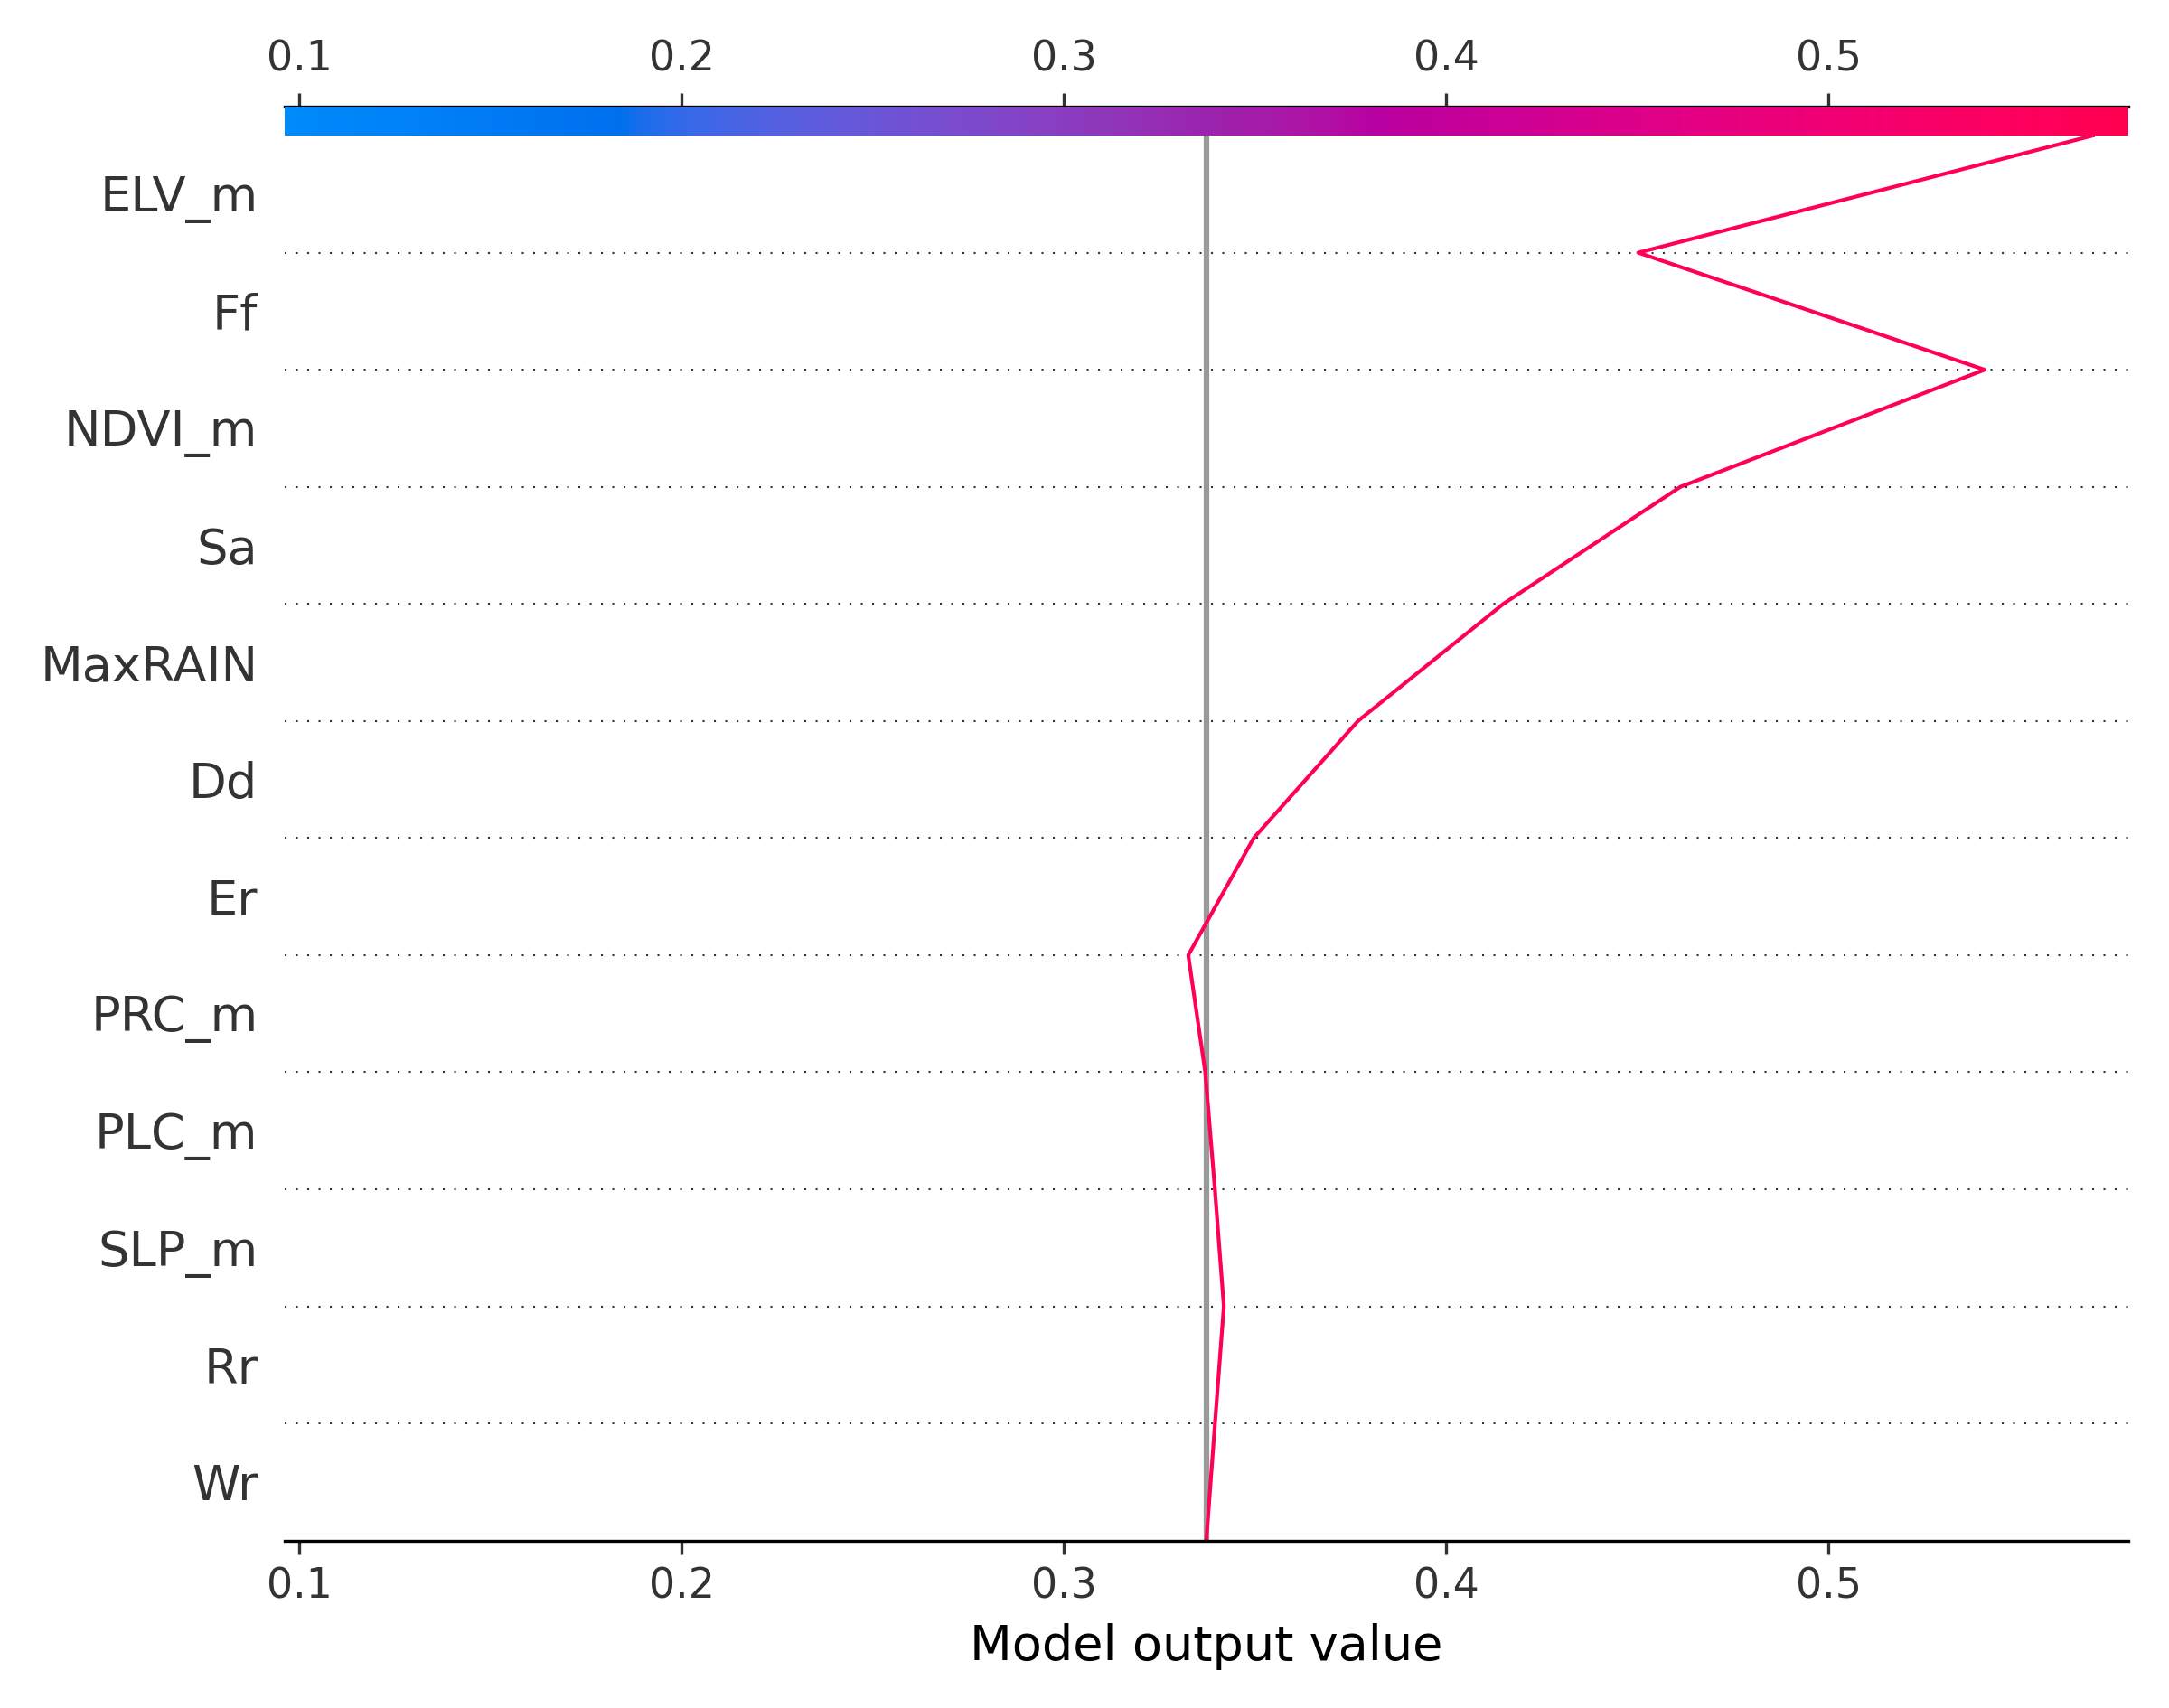 0.1 0.2 0.3 0.4 0.5
ELV_m
Ff
NDVI_m
Sa
MaxRAIN
Dd
Er
PRC_m
PLC_m
SLP_m
Rr
Wr
0.1 0.2 0.3 0.4 0.5
Model output value